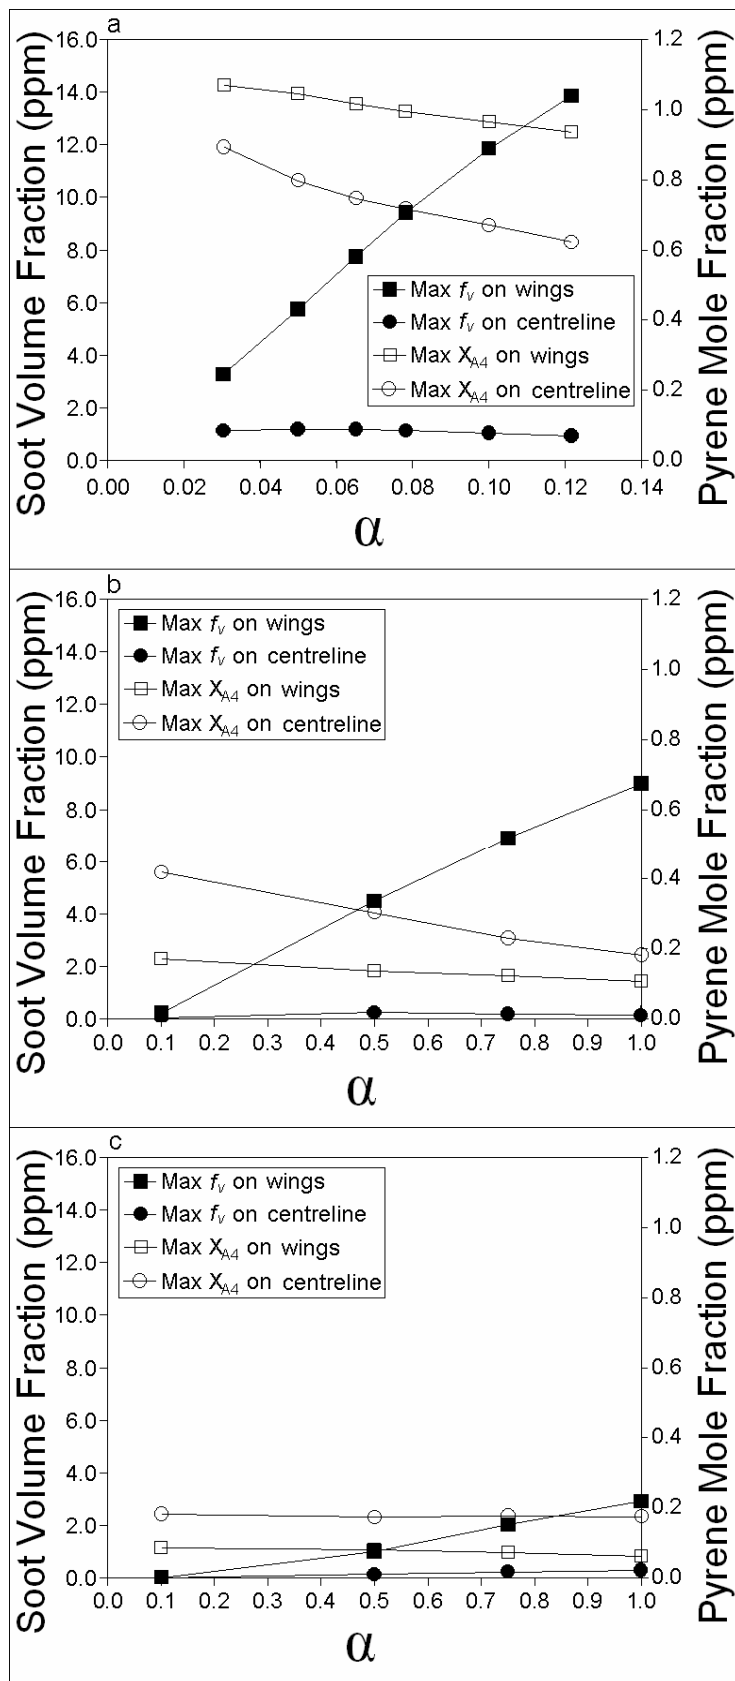 a
Soot Volume Fraction (ppm)
16.0
14.0
12.0
10.0
8.0
6.0
4.0
2.0
0.0
Max fv on wings
Max fv on centreline
Max XA4 on wings
Max XA4 on centreline
1.2
1.0
0.8
0.6
0.4
0.2
0.0
Pyrene Mole Fraction (ppm)
0.00 0.02 0.04 0.06 0.08 0.10 0.12 0.14
α
b
Soot Volume Fraction (ppm)
16.0
14.0
12.0
10.0
8.0
6.0
4.0
2.0
0.0
Max fv on wings
Max fv on centreline
Max XA4 on wings
Max XA4 on centreline
1.2
1.0
0.8
0.6
0.4
0.2
0.0
Pyrene Mole Fraction (ppm)
0.0 0.1 0.2 0.3 0.4 0.5 0.6 0.7 0.8 0.9 1.0
α
c
Soot Volume Fraction (ppm)
16.0
14.0
12.0
10.0
8.0
6.0
4.0
2.0
0.0
Max fv on wings
Max fv on centreline
Max XA4 on wings
Max XA4 on centreline
1.2
1.0
0.8
0.6
0.4
0.2
0.0
Pyrene Mole Fraction (ppm)
0.0 0.1 0.2 0.3 0.4 0.5 0.6 0.7 0.8 0.9 1.0
α